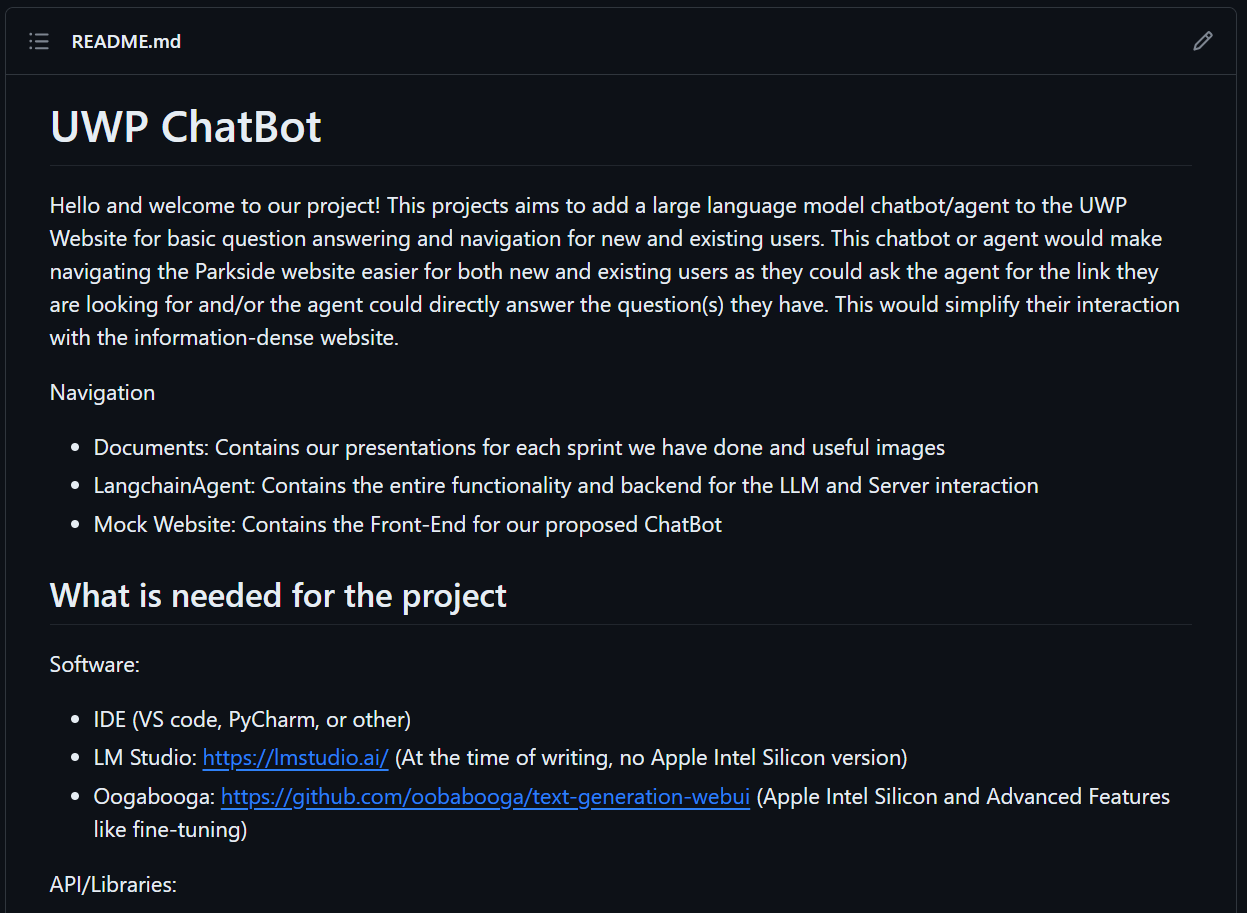 README.md
UWP ChatBot
Hello and welcome to our project! This projects aims to add a large language model chatbot/agent to the UWP
Website for basic question answering and navigation for new and existing users. This chatbot or agent would make
navigating the Parkside website easier for both new and existing users as they could ask the agent for the link they
are looking for and/or the agent could directly answer the question(s) they have. This would simplify their interaction
with the information-dense website.
Navigation
• Documents: Contains our presentations for each sprint we have done and useful images
• LangchainAgent: Contains the entire functionality and backend for the LLM and Server interaction
• Mock Website: Contains the Front-End for our proposed ChatBot
What is needed for the project
Software:
• IDE (VS code, PyCharm, or other)
• LM Studio: https://lmstudio.ai/ (At the time of writing, no Apple Intel Silicon version)
• Oogabooga: https://github.com/oobabooga/text-generation-webui (Apple Intel Silicon and Advanced Features
like fine-tuning)
API/Libraries: